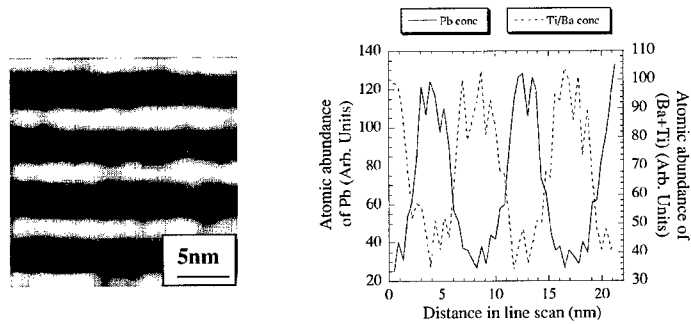 5nm
Pb conc
Ti/Ba conc
Atomic abundance
of Pb (Arb. Units)
140
120
100
80
60
40
20
110
100
90
80
70
60
50
40
30
Atomic abundance of
(Ba+Ti) (Arb. Units)
0
5
10
15
20
Distance in line scan (nm)